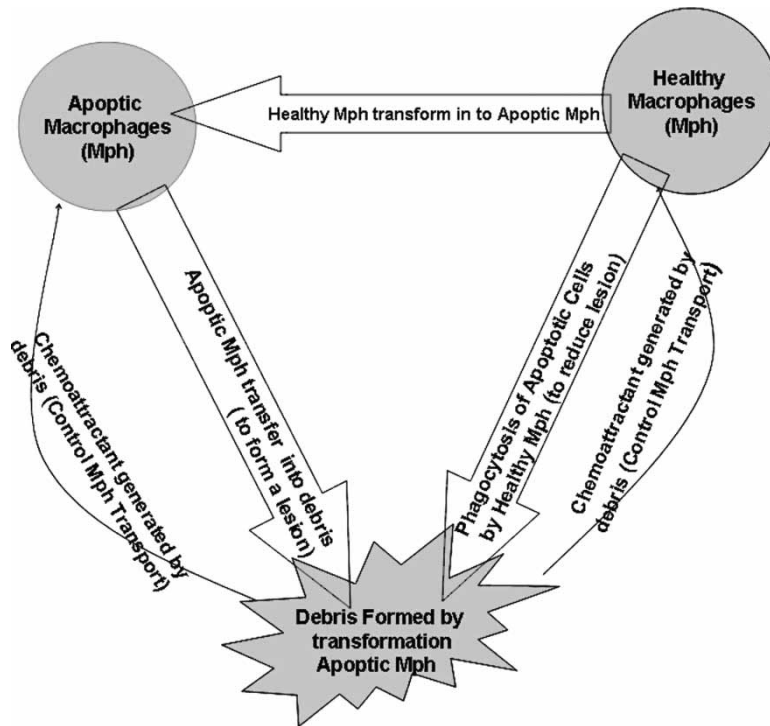 Apoptic
Macrophages
(Mph)
Healthy
Macrophages
(Mph)
Healthy Mph transform in to Apoptic Mph
Apoptic Mph transfer into debris
( to form a lesion)
Phagocytosis of Apoptotic Cells
by Healthy Mph (to reduce lesion)
Chemoattractant generated by
debris (Control Mph Transport)
Chemoattractant generated by
debris (Control Mph Transport)
Debris Formed by
transformation
Apoptic Mph